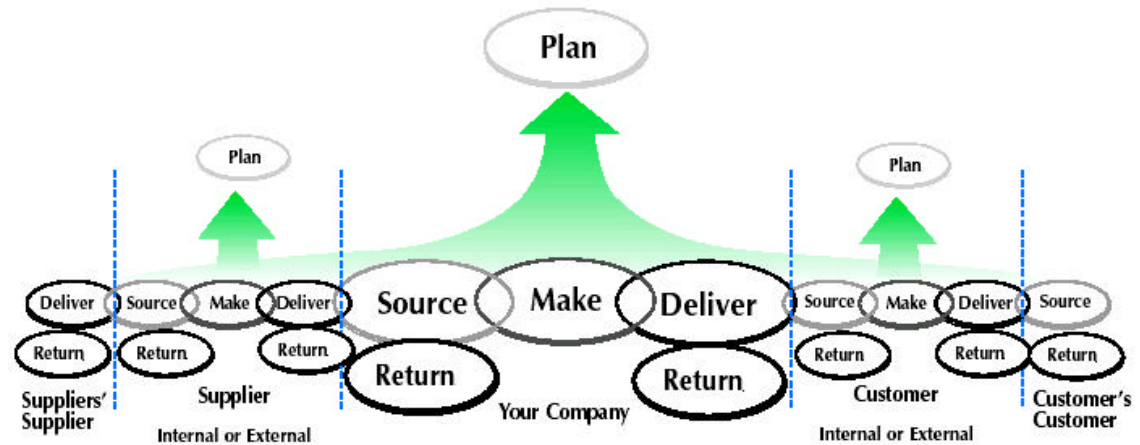 Plan
Plan
Plan
Deliver
Source
Make
Deliver
Source
Make
Deliver
Source
Make
Deliver
Source
Return
Return
Return
Return
Return
Return
Return
Return
Suppliers'
Supplier
Supplier
Your Company
Customer
Customer's
Customer
Internal or External
Internal or External